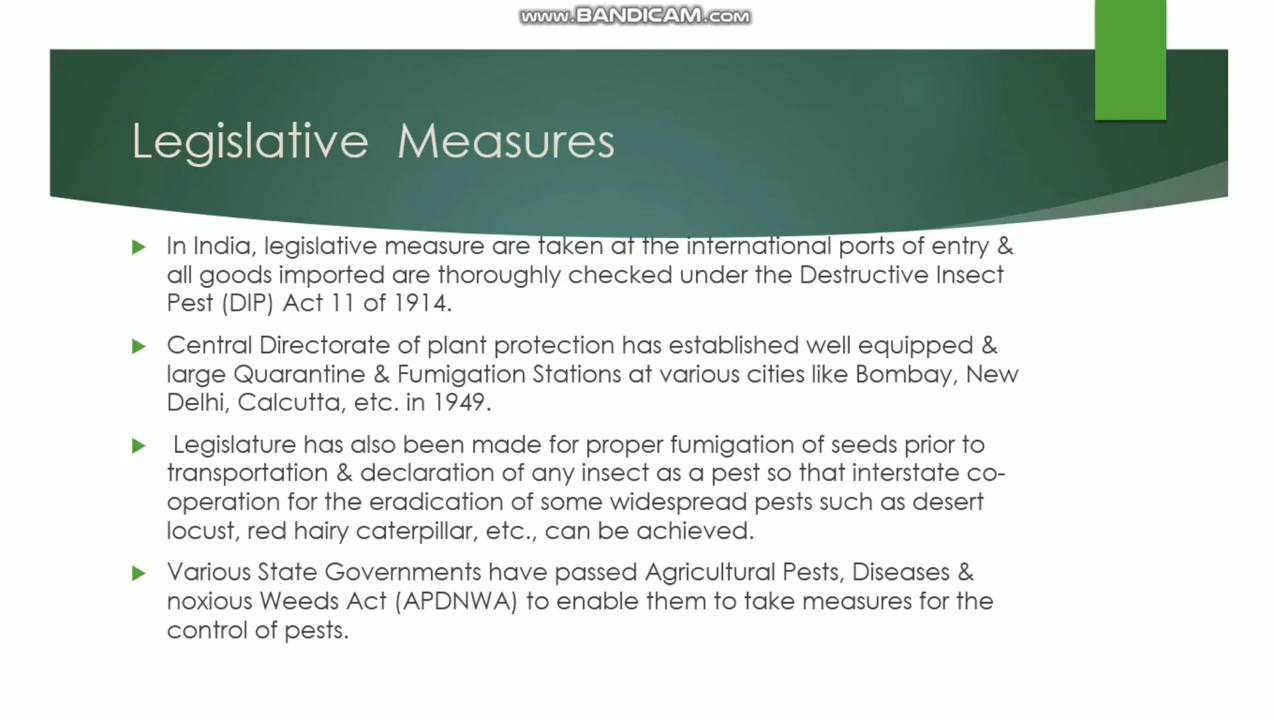 www.BANDICAM.com
Legislative Measures
In India, legislative measure are taken at the international ports of entry &
all goods imported are thoroughly checked under the Destructive Insect
Pest (DIP) Act 11 of 1914.
Central Directorate of plant protection has established well equipped &
large Quarantine & Fumigation Stations at various cities like Bombay, New
Delhi, Calcutta, etc. in 1949.
Legislature has also been made for proper fumigation of seeds prior to
transportation & declaration of any insect as a pest so that interstate co-
operation for the eradication of some widespread pests such as desert
locust, red hairy caterpillar, etc., can be achieved.
Various State Governments have passed Agricultural Pests, Diseases &
noxious Weeds Act (APDNWA) to enable them to take measures for the
control of pests.